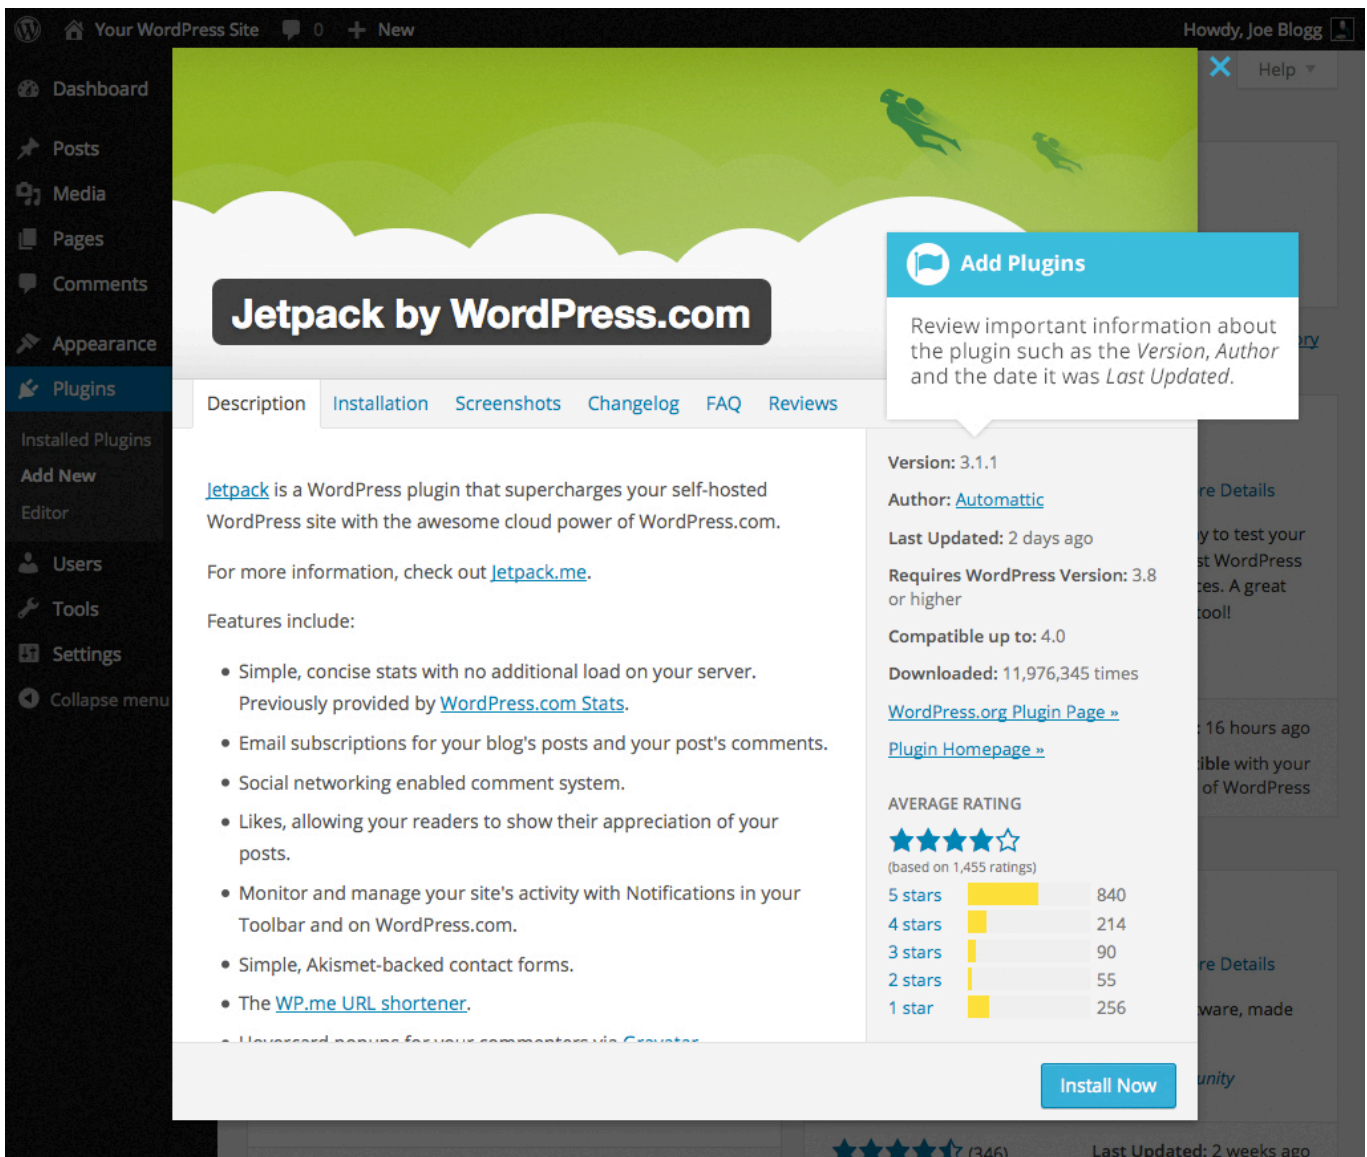 Your WordPress Site 0 New Howdy, Joe Blogg
Help
Dashboard
Posts
Media
Pages
Comments
Appearance
Plugins
Installed Plugins
Add New
Editor
Users
Tools
Settings
Collapse menu
Jetpack by WordPress.com
Add Plugins
Review important information about
the plugin such as the Version, Author
and the date it was Last Updated.
Description Installation Screenshots Changelog FAQ Reviews
Jetpack is a WordPress plugin that supercharges your self-hosted
WordPress site with the awesome cloud power of WordPress.com.
For more information, check out Jetpack.me.
Features include:
• Simple, concise stats with no additional load on your server.
Previously provided by WordPress.com Stats.
• Email subscriptions for your blog's posts and your post's comments.
• Social networking enabled comment system.
• Likes, allowing your readers to show their appreciation of your
posts.
• Monitor and manage your site's activity with Notifications in your
Toolbar and on WordPress.com.
• Simple, Akismet-backed contact forms.
• The WP.me URL shortener.
• Hovercard popups for your commenters via Gravatar
Version: 3.1.1
Author: Automattic
Last Updated: 2 days ago
Requires WordPress Version: 3.8
or higher
Compatible up to: 4.0
Downloaded: 11,976,345 times
WordPress.org Plugin Page »
Plugin Homepage »
AVERAGE RATING
(based on 1,455 ratings)
5 stars 840
4 stars 214
3 stars 90
2 stars 55
1 star 256
Install Now
Details
to test your
WordPress
A great
tool!
16 hours ago
with your
of WordPress
Details
made
(346) Last Updated: 2 weeks ago